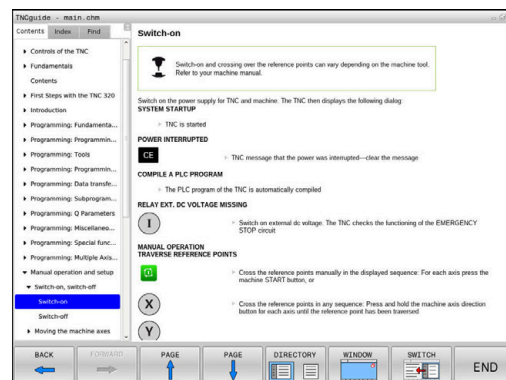 TNCguide - main.chm
Contents Index Find
Controls of the TNC
Fundamentals
Contents
First Steps with the TNC 320
Introduction
Programming: Fundamenta...
Programming: Programmin...
Programming: Tools
Programming: Programmin...
Programming: Data transfe...
Programming: Subprogram...
Programming: Q Parameters
Programming: Miscellaneo...
Programming: Special func...
Programming: Multiple Axis...
Manual operation and setup
Switch-on, switch-off
Switch-on
Switch-off
Moving the machine axes
Switch-on
Switch-on and crossing over the reference points can vary depending on the machine tool.
Refer to your machine manual.
Switch on the power supply for TNC and machine. The TNC then displays the following dialog:
SYSTEM STARTUP
TNC is started
POWER INTERRUPTED
CE
TNC message that the power was interrupted—clear the message
COMPILE A PLC PROGRAM
The PLC program of the TNC is automatically compiled
RELAY EXT. DC VOLTAGE MISSING
I
Switch on external dc voltage. The TNC checks the functioning of the EMERGENCY
STOP circuit
MANUAL OPERATION
TRAVERSE REFERENCE POINTS
Cross the reference points manually in the displayed sequence: For each axis press the
machine START button, or
X
Cross the reference points in any sequence: Press and hold the machine axis direction
button for each axis until the reference point has been traversed
Y
BACK FORWARD PAGE PAGE DIRECTORY WINDOW SWITCH END